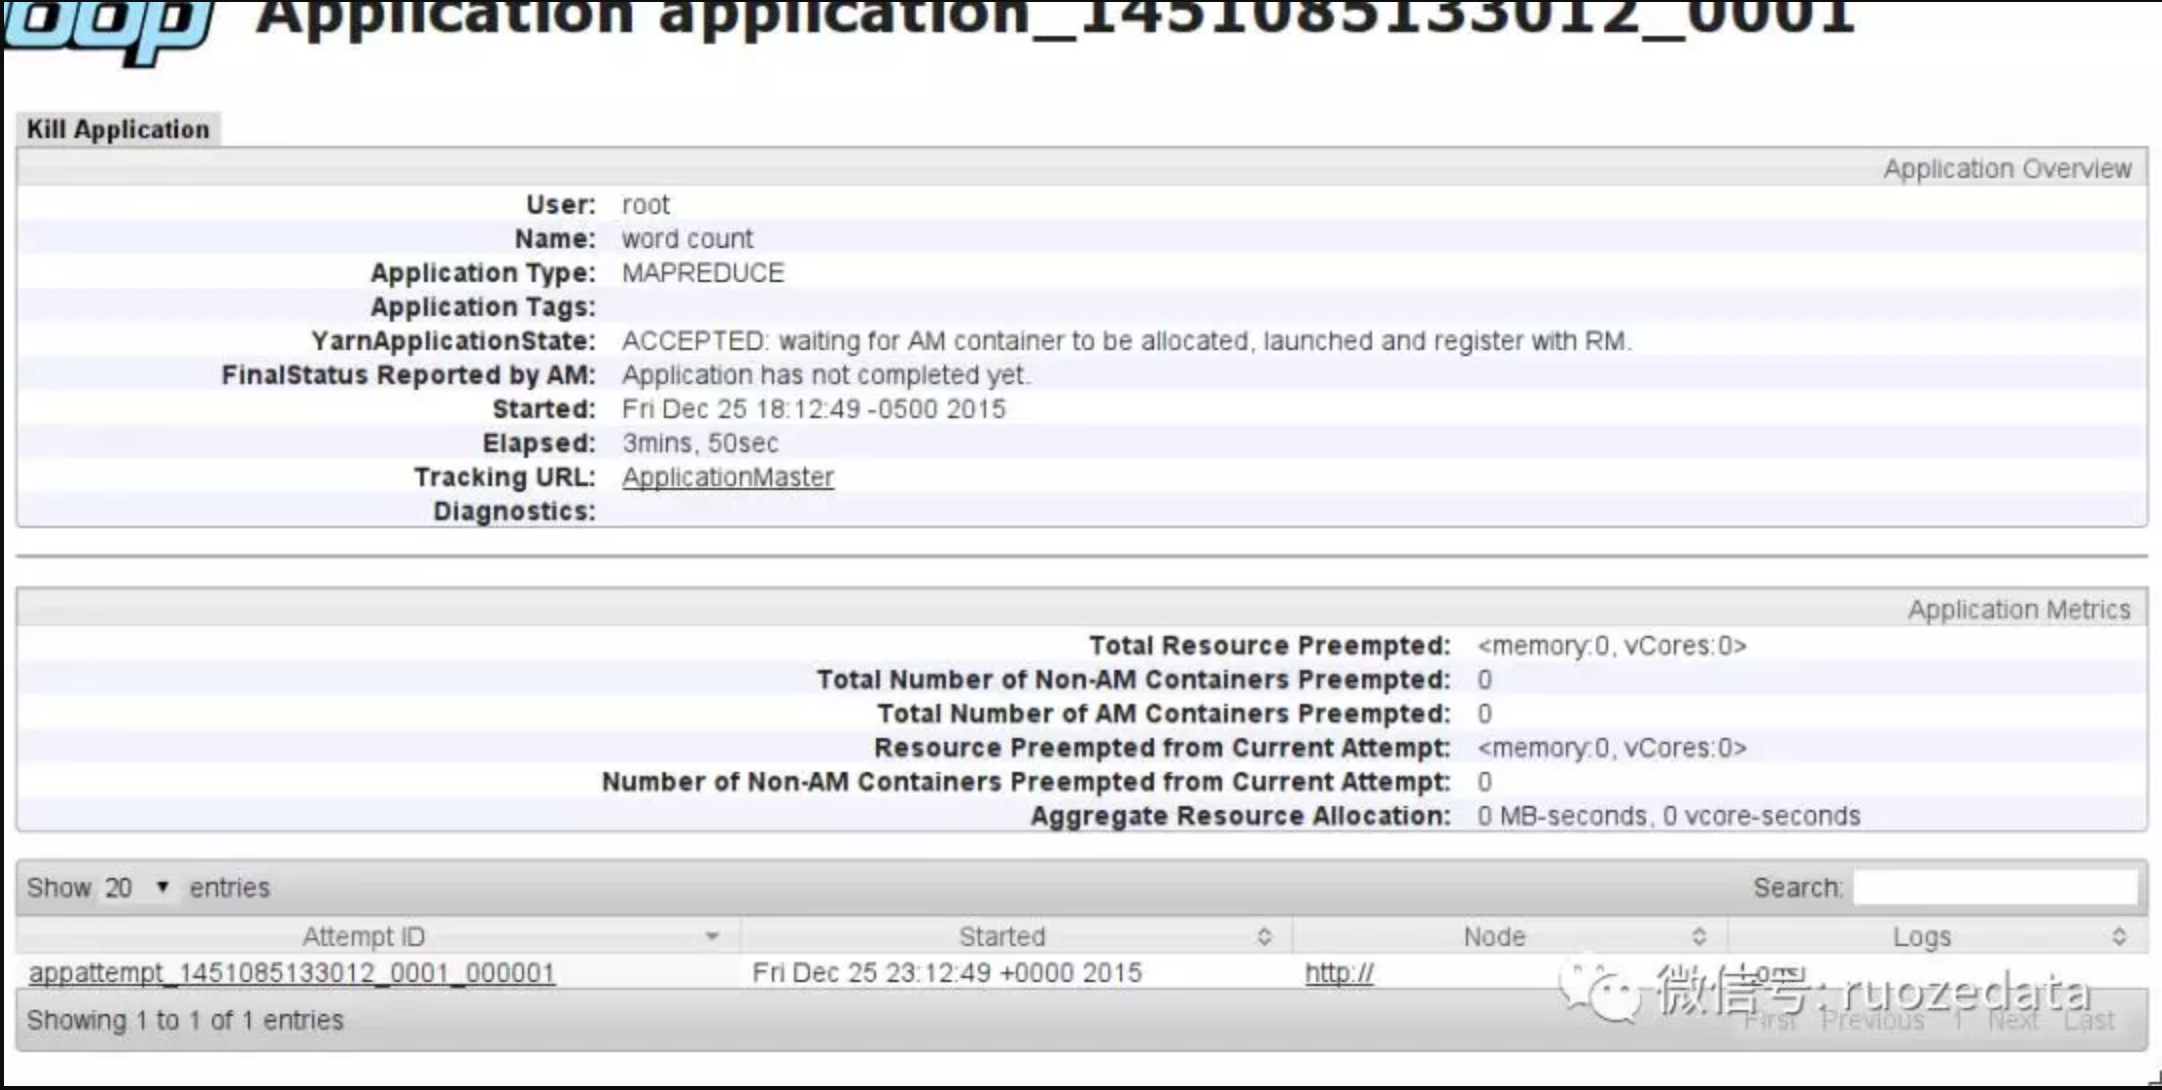 oop Application application_1451085133012_0001
Kill Application
Application Overview
User: root
Name: word count
Application Type: MAPREDUCE
Application Tags:
YarnApplicationState: ACCEPTED: waiting for AM container to be allocated, launched and register with RM.
FinalStatus Reported by AM: Application has not completed yet.
Started: Fri Dec 25 18:12:49 -0500 2015
Elapsed: 3mins, 50sec
Tracking URL: ApplicationMaster
Diagnostics:
Application Metrics
Total Resource Preempted: <memory:0, vCores:0>
Total Number of Non-AM Containers Preempted: 0
Total Number of AM Containers Preempted: 0
Resource Preempted from Current Attempt: <memory:0, vCores:0>
Number of Non-AM Containers Preempted from Current Attempt: 0
Aggregate Resource Allocation: 0 MB-seconds, 0 vcore-seconds
Show 20 entries Search:
Attempt ID Started Node Logs
appattempt_1451085133012_0001_000001 Fri Dec 25 23:12:49 +0000 2015 http://
微信号: ruozedata
Showing 1 to 1 of 1 entries First Previous 1 Next Last